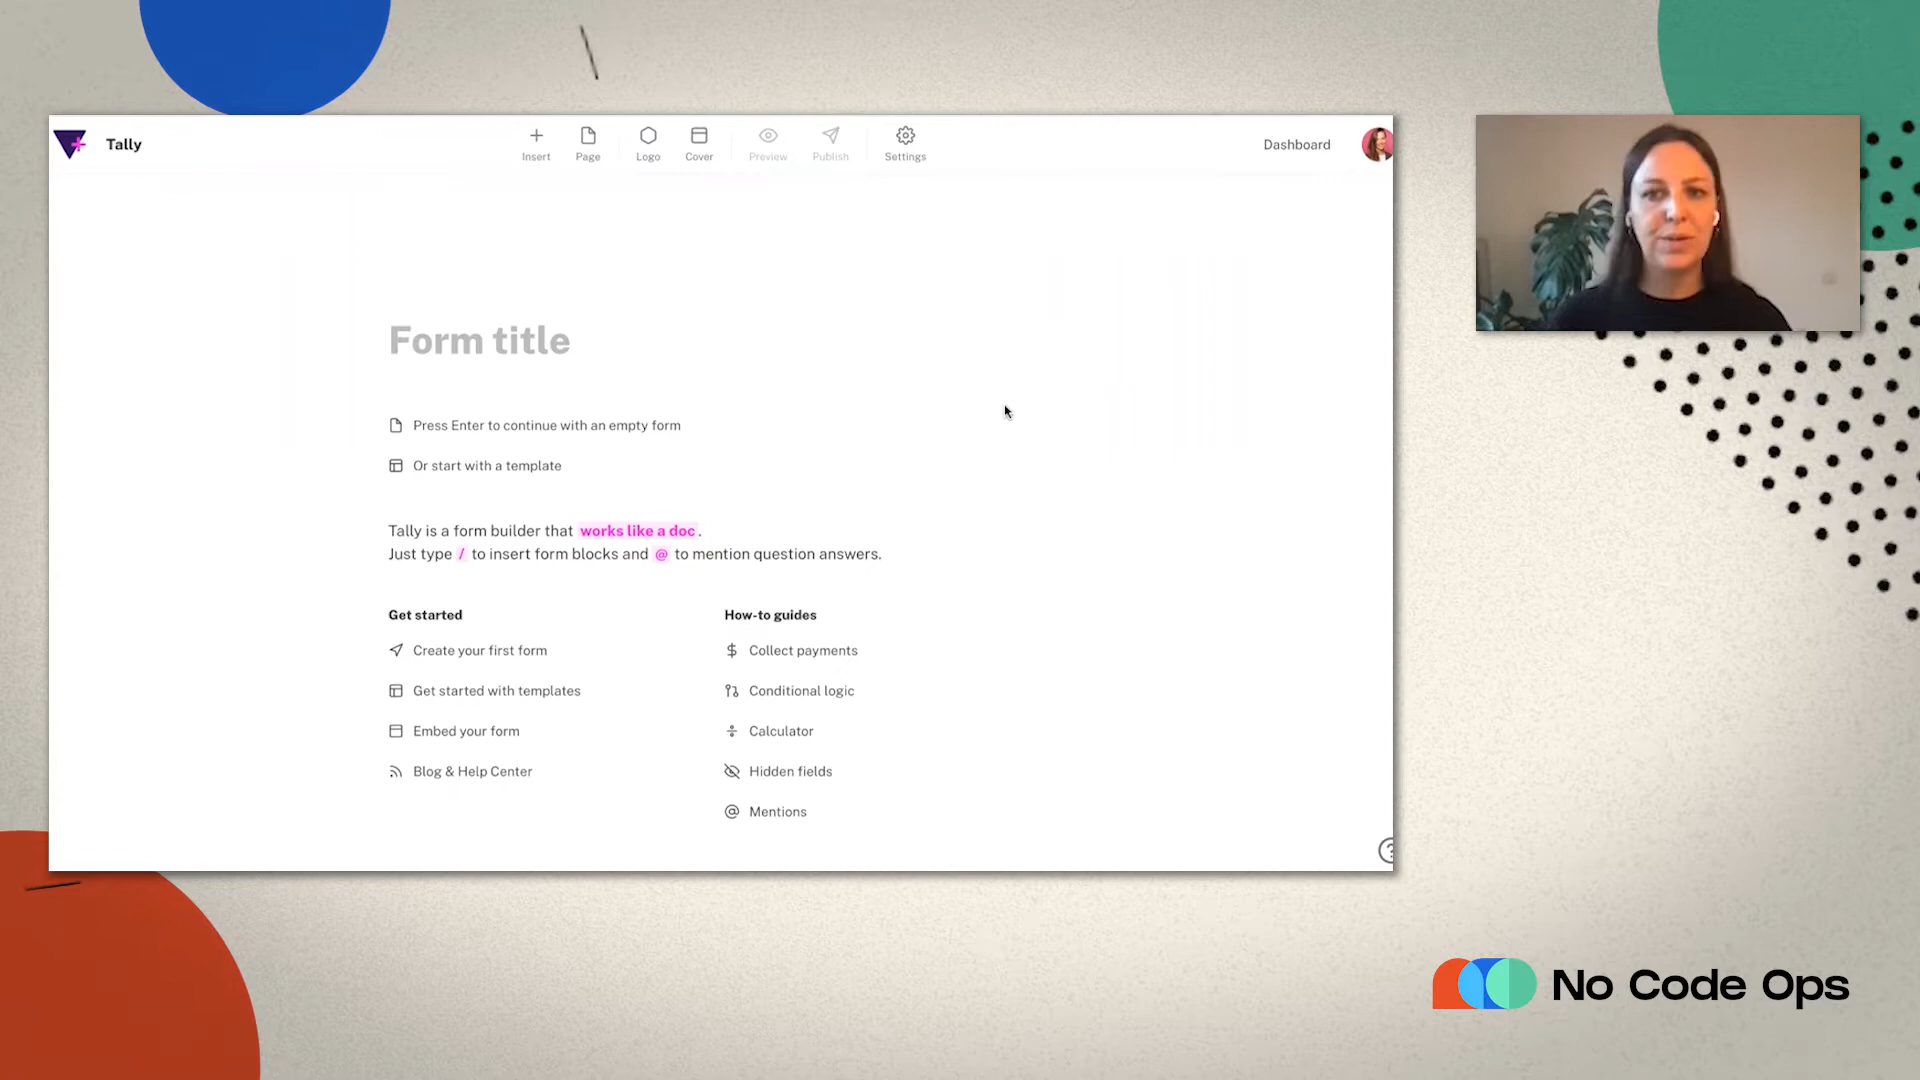 Tally
Insert
Page
Logo
Cover
Preview
Publish
Settings
Dashboard
Form title
Press Enter to continue with an empty form
Or start with a template
Tally is a form builder that works like a doc.
Just type / to insert form blocks and @ to mention question answers.
Get started
Create your first form
Get started with templates
Embed your form
Blog & Help Center
How-to guides
Collect payments
Conditional logic
Calculator
Hidden fields
Mentions
No Code Ops